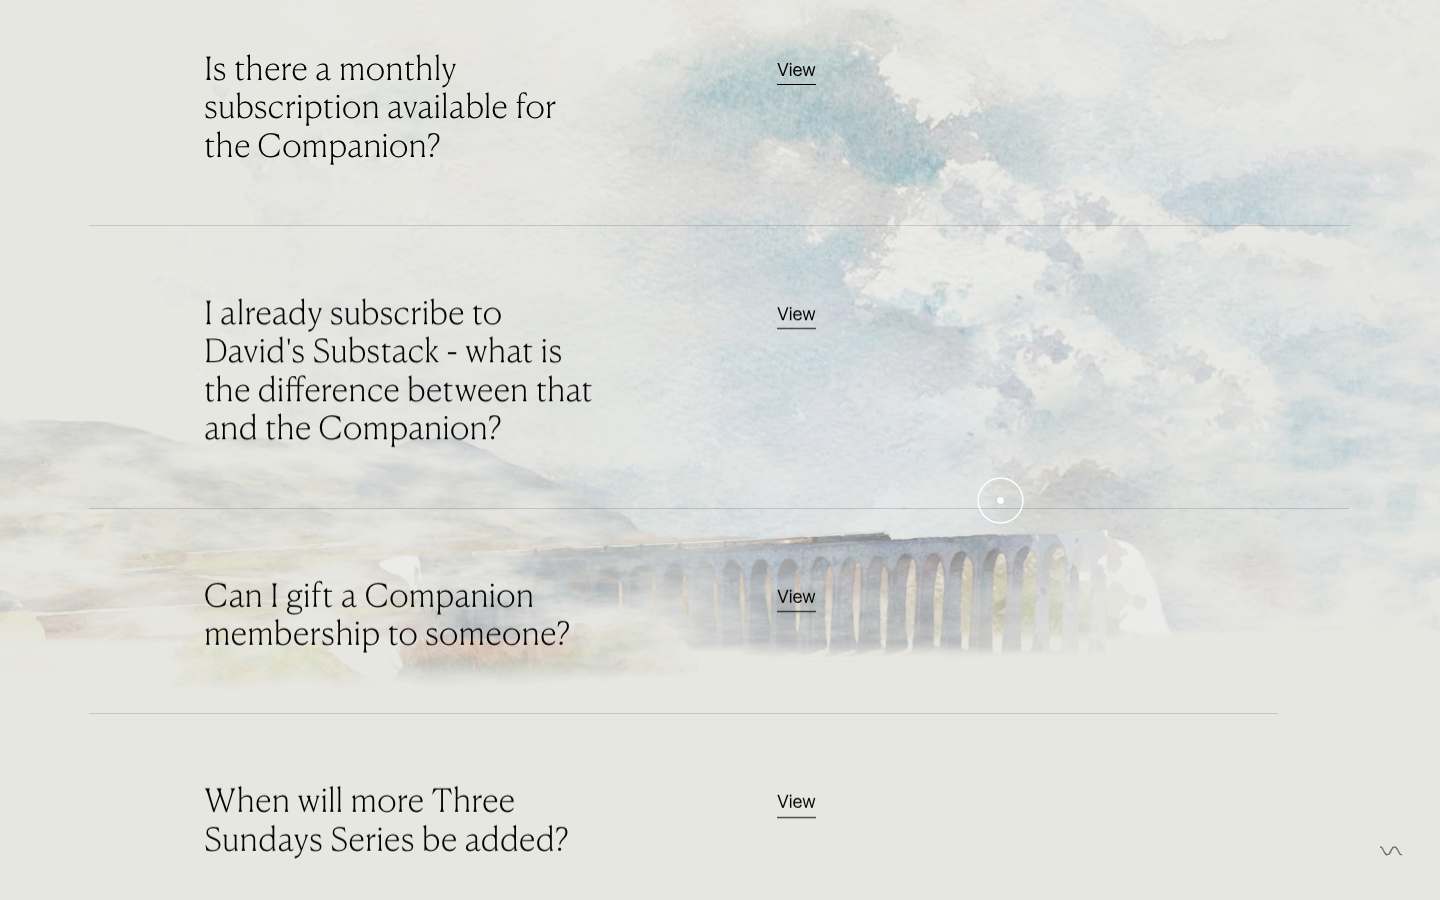 Is there a monthly
subscription available for
the Companion?
View
I already subscribe to
David's Substack - what is
the difference between that
and the Companion?
View
Can I gift a Companion
membership to someone?
View
When will more Three
Sundays Series be added?
View